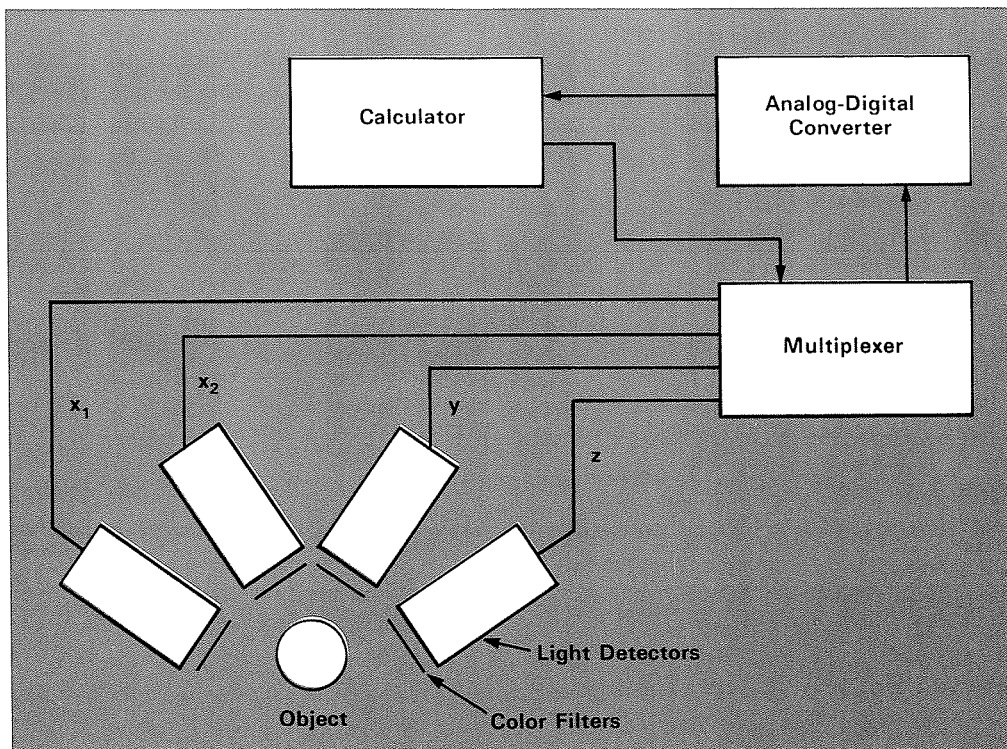 Calculator
Analog-Digital
Converter
Multiplexer
x₁
x₂
y
z
Light Detectors
Color Filters
Object